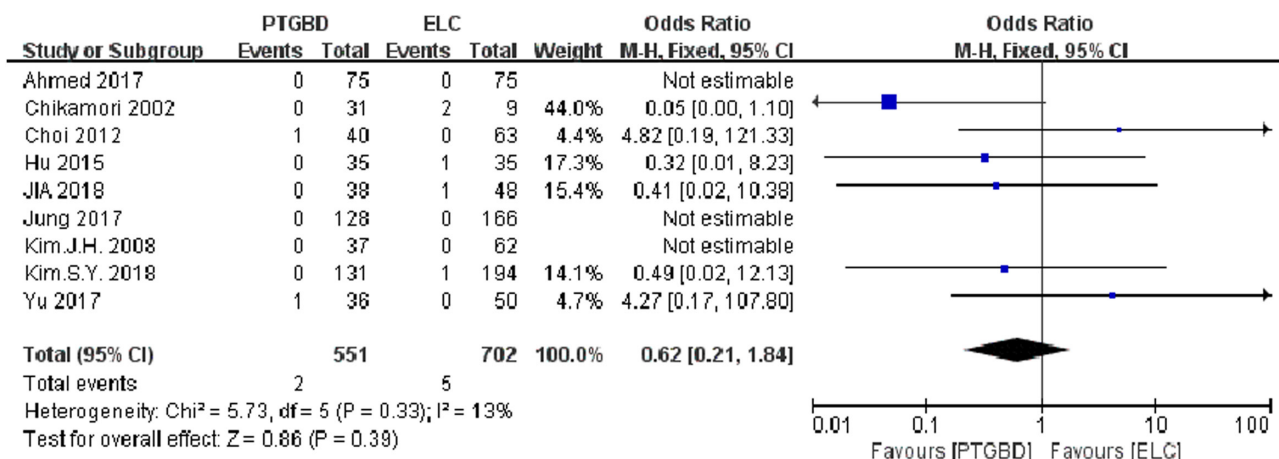 PTGBD ELC Odds Ratio Odds Ratio
Study or Subgroup Events Total Events Total Weight M-H, Fixed, 95% CI M-H, Fixed, 95% CI
Ahmed 2017 0 75 0 75 Not estimable
Chikamori 2002 0 31 2 9 44.0% 0.05 [0.00, 1.10]
Choi 2012 1 40 0 63 4.4% 4.82 [0.19, 121.33]
Hu 2015 0 35 1 35 17.3% 0.32 [0.01, 8.23]
JIA 2018 0 38 1 48 15.4% 0.41 [0.02, 10.38]
Jung 2017 0 128 0 166 Not estimable
Kim.J.H. 2008 0 37 0 62 Not estimable
Kim.S.Y. 2018 0 131 1 194 14.1% 0.49 [0.02, 12.13]
Yu 2017 1 36 0 50 4.7% 4.27 [0.17, 107.80]
Total (95% CI) 551 702 100.0% 0.62 [0.21, 1.84]
Total events 2 5
Heterogeneity: Chi² = 5.73, df = 5 (P = 0.33); I² = 13%
Test for overall effect: Z = 0.86 (P = 0.39)
0.01 0.1 1 10 100
Favours [PTGBD] Favours [ELC]